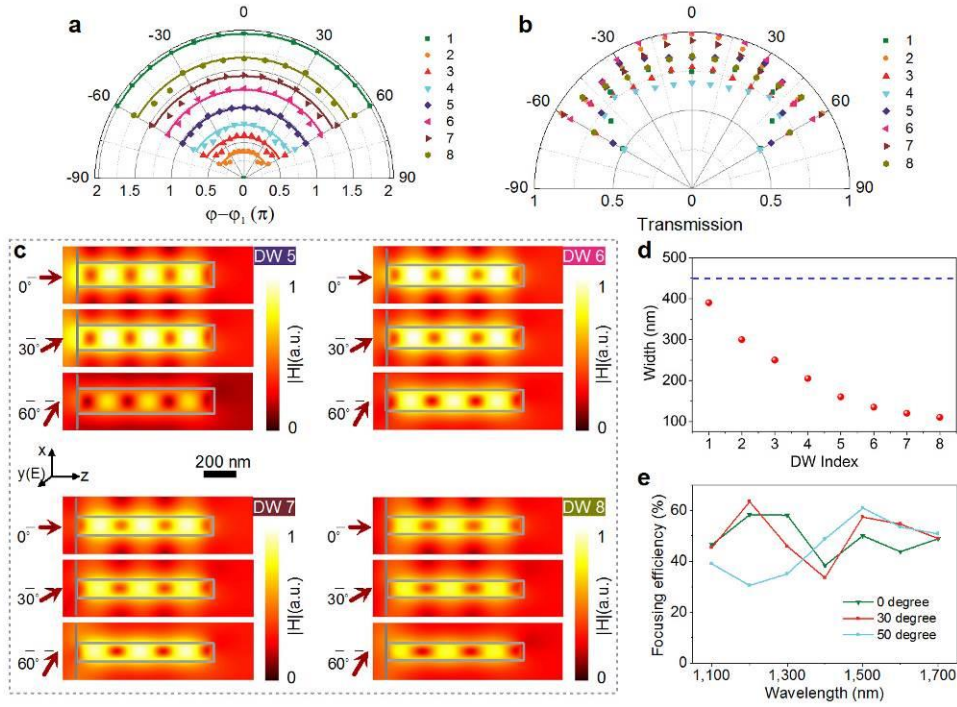 a
0
-30
30
-60
60
-90
90
2 1.5 1 0.5 0 0.5 1 1.5 2
φ−φ1 (π)
1
2
3
4
5
6
7
8
b
0
-30
30
-60
60
-90
90
1 0.5 0 0.5 1
Transmission
1
2
3
4
5
6
7
8
c
DW 5
0°
30°
60°
1
|H|(a.u.)
0
DW 6
0°
30°
60°
1
|H|(a.u.)
0
x
y(E)
z
200 nm
DW 7
0°
30°
60°
1
|H|(a.u.)
0
DW 8
0°
30°
60°
1
|H|(a.u.)
0
d
500
400
300
200
100
Width (nm)
1 2 3 4 5 6 7 8
DW Index
e
60
40
20
0
Focusing efficiency (%)
0 degree
30 degree
50 degree
1,100 1,300 1,500 1,700
Wavelength (nm)